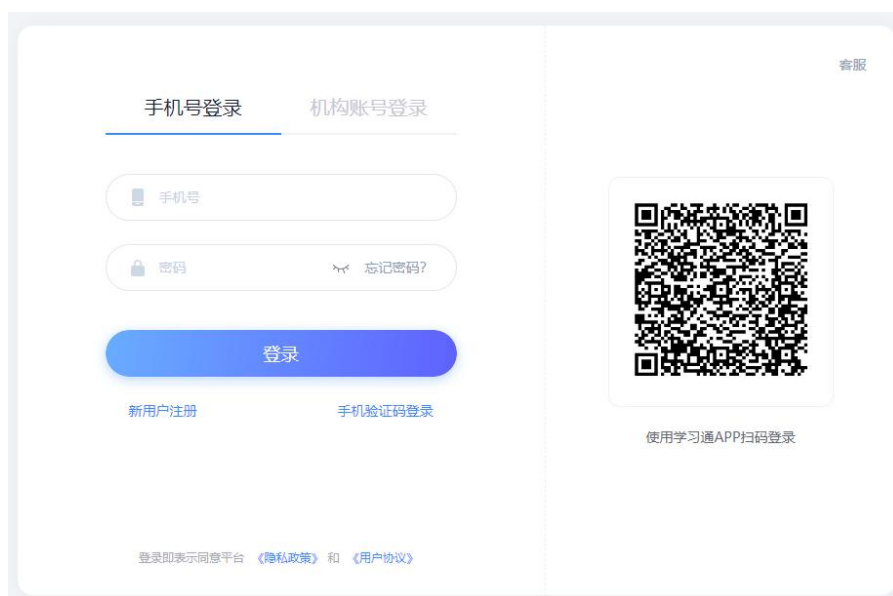 客服
手机号登录 机构账号登录
手机号
密码 忘记密码?
登录
新用户注册 手机验证码登录
使用学习通APP扫码登录
登录即表示同意平台 《隐私政策》 和 《用户协议》